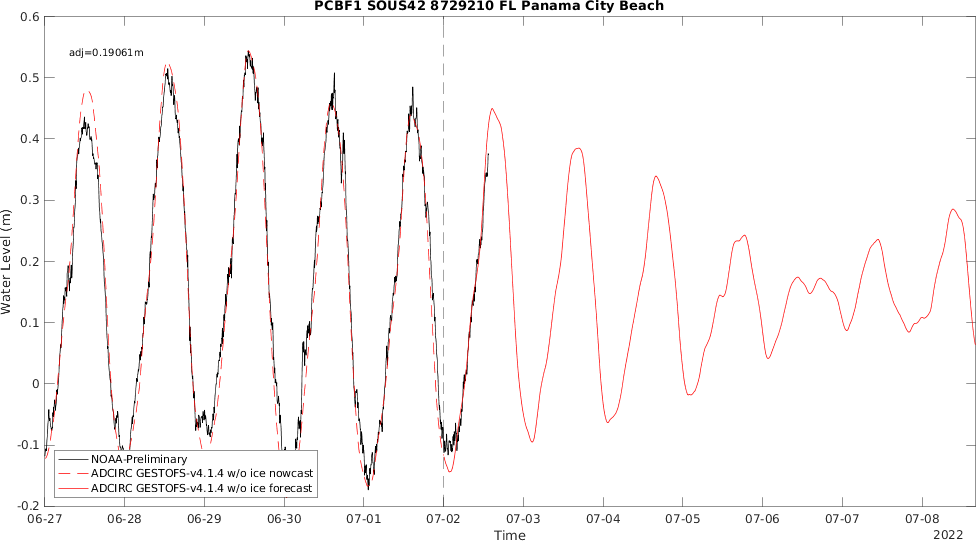 PCBF1 SOUS42 8729210 FL Panama City Beach
0.6
adj=0.19061m
0.5
0.4
0.3
0.2
0.1
0
-0.1
-0.2
Water Level (m)
NOAA-Preliminary
ADCIRC GESTOFS-v4.1.4 w/o ice nowcast
ADCIRC GESTOFS-v4.1.4 w/o ice forecast
06-27 06-28 06-29 06-30 07-01 07-02 07-03 07-04 07-05 07-06 07-07 07-08
Time
2022